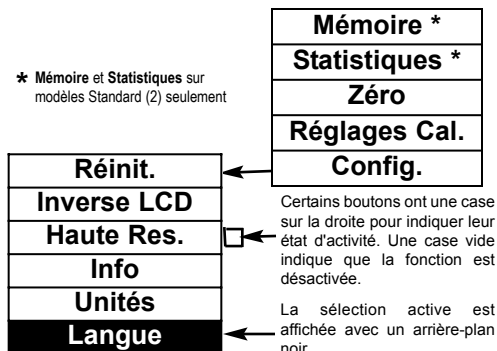 Mémoire *
Statistiques *
Zéro
Réglages Cal.
Config.
* Mémoire et Statistiques sur
modèles Standard (2) seulement
Réinit.
Inverse LCD
Haute Res.
Info
Unités
Langue
Certains boutons ont une case
sur la droite pour indiquer leur
état d'activité. Une case vide
indique que la fonction est
désactivée.
La sélection active est
affichée avec un arrière-plan
noir